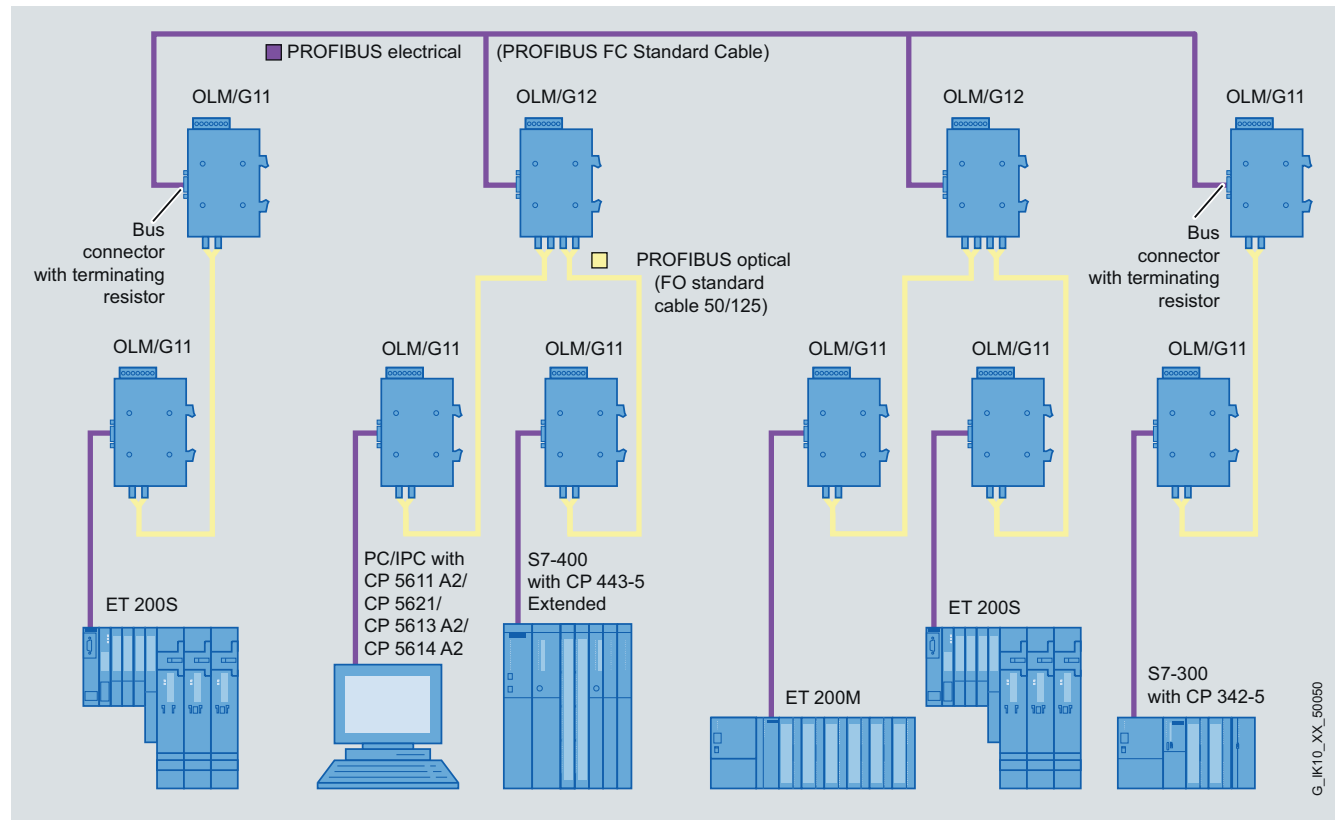 PROFIBUS electrical (PROFIBUS FC Standard Cable)
OLM/G11
OLM/G12
OLM/G12
OLM/G11
Bus
connector
with terminating
resistor
PROFIBUS optical
(FO standard
cable 50/125)
Bus
connector
with terminating
resistor
OLM/G11
OLM/G11
OLM/G11
OLM/G11
OLM/G11
OLM/G11
ET 200S
PC/IPC with
CP 5611 A2/
CP 5621/
CP 5613 A2/
CP 5614 A2
S7-400
with CP 443-5
Extended
ET 200M
ET 200S
S7-300
with CP 342-5
G_IK10_XX_50050